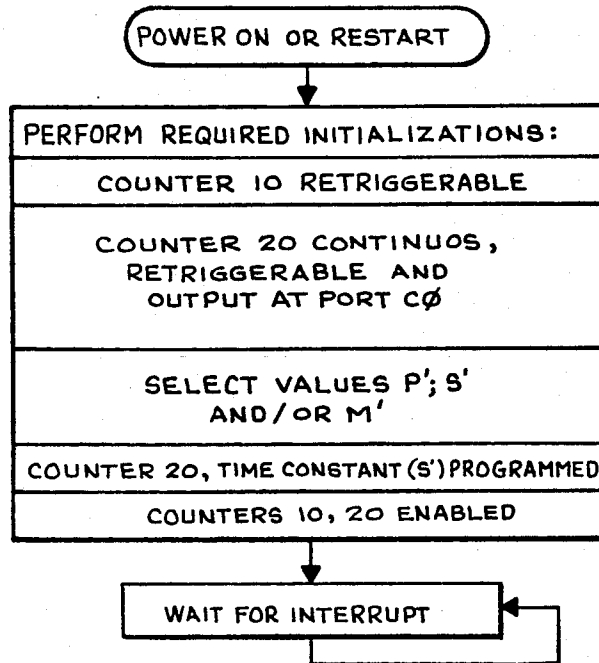 POWER ON OR RESTART
PERFORM REQUIRED INITIALIZATIONS:
COUNTER 10 RETRIGGERABLE
COUNTER 20 CONTINUOS,
RETRIGGERABLE AND
OUTPUT AT PORT CØ
SELECT VALUES P'; S'
AND/OR M'
COUNTER 20, TIME CONSTANT (S') PROGRAMMED
COUNTERS 10, 20 ENABLED
WAIT FOR INTERRUPT